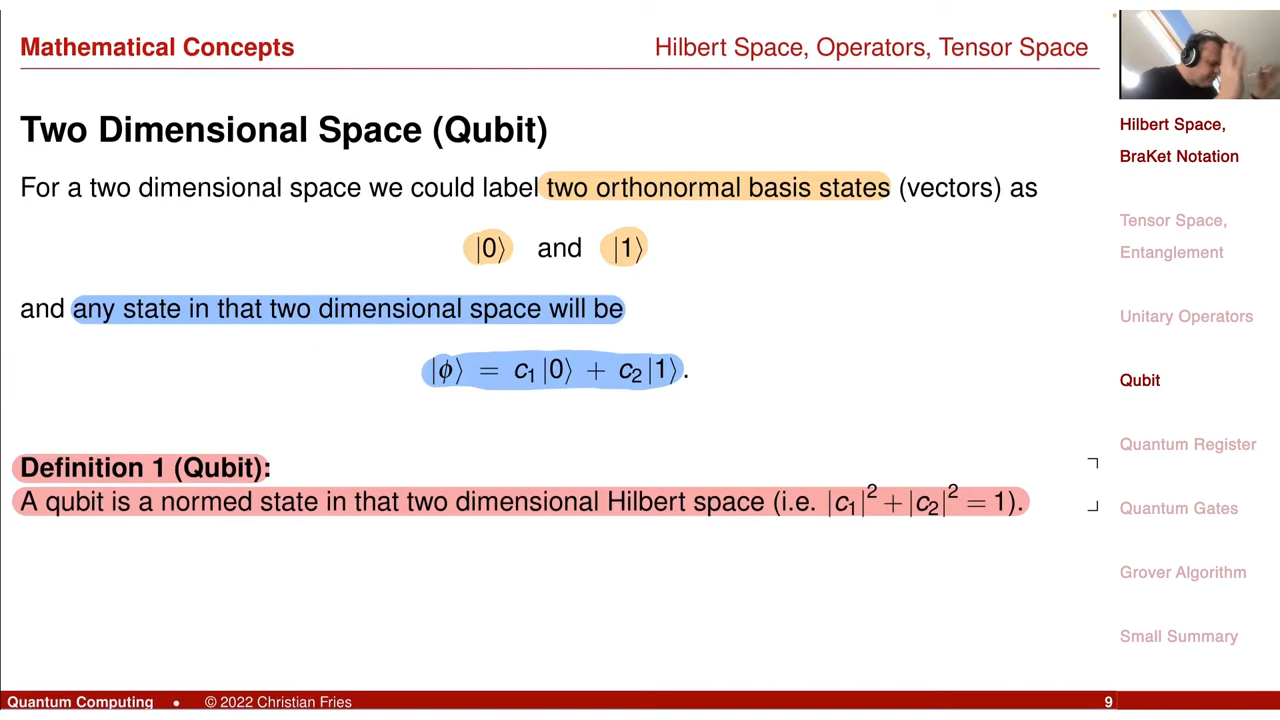 Mathematical Concepts
Hilbert Space, Operators, Tensor Space
Two Dimensional Space (Qubit)
For a two dimensional space we could label two orthonormal basis states (vectors) as
|0⟩ and |1⟩
and any state in that two dimensional space will be
|ϕ⟩ = c₁|0⟩ + c₂|1⟩.
Definition 1 (Qubit):
A qubit is a normed state in that two dimensional Hilbert space (i.e. |c₁|² + |c₂|² = 1).
Hilbert Space,
BraKet Notation
Tensor Space,
Entanglement
Unitary Operators
Qubit
Quantum Register
Quantum Gates
Grover Algorithm
Small Summary
Quantum Computing • © 2022 Christian Fries 9